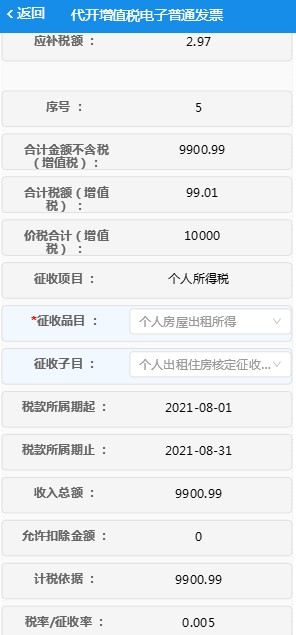 返回 代开增值税电子普通发票
应补税额 ： 2.97
序号 ： 5
合计金额不含税
（增值税）： 9900.99
合计税额（增值
税）： 99.01
价税合计（增值
税）： 10000
征收项目 ： 个人所得税
*征收品目 ： 个人房屋出租所得
征收子目 ： 个人出租住房核定征收...
税款所属期起 ： 2021-08-01
税款所属期止 ： 2021-08-31
收入总额 ： 9900.99
允许扣除金额 ： 0
计税依据 ： 9900.99
税率/征收率 ： 0.005